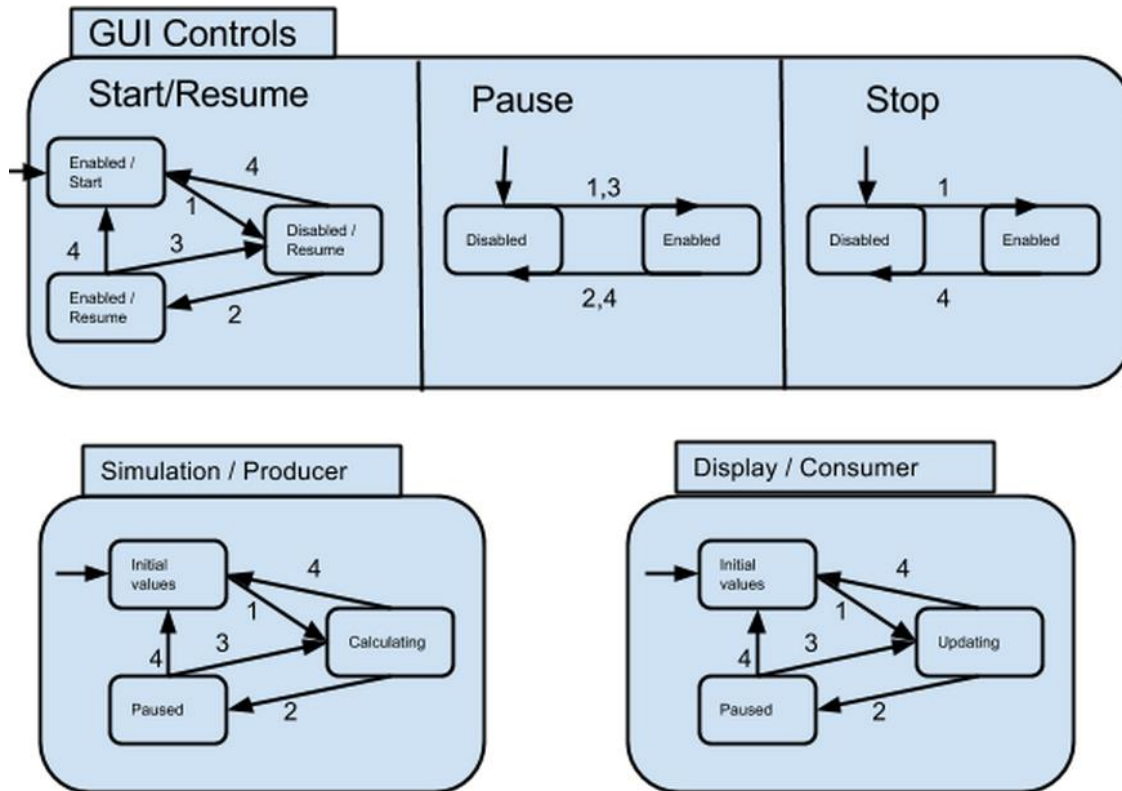 GUI Controls
Start/Resume
Pause
Stop
Enabled /
Start
4
1
Disabled /
Resume
4
3
Enabled /
Resume
2
1,3
Disabled
Enabled
2,4
1
Disabled
Enabled
4
Simulation / Producer
Initial
values
4
1
Calculating
4
3
Paused
2
Display / Consumer
Initial
values
4
1
Updating
4
3
Paused
2